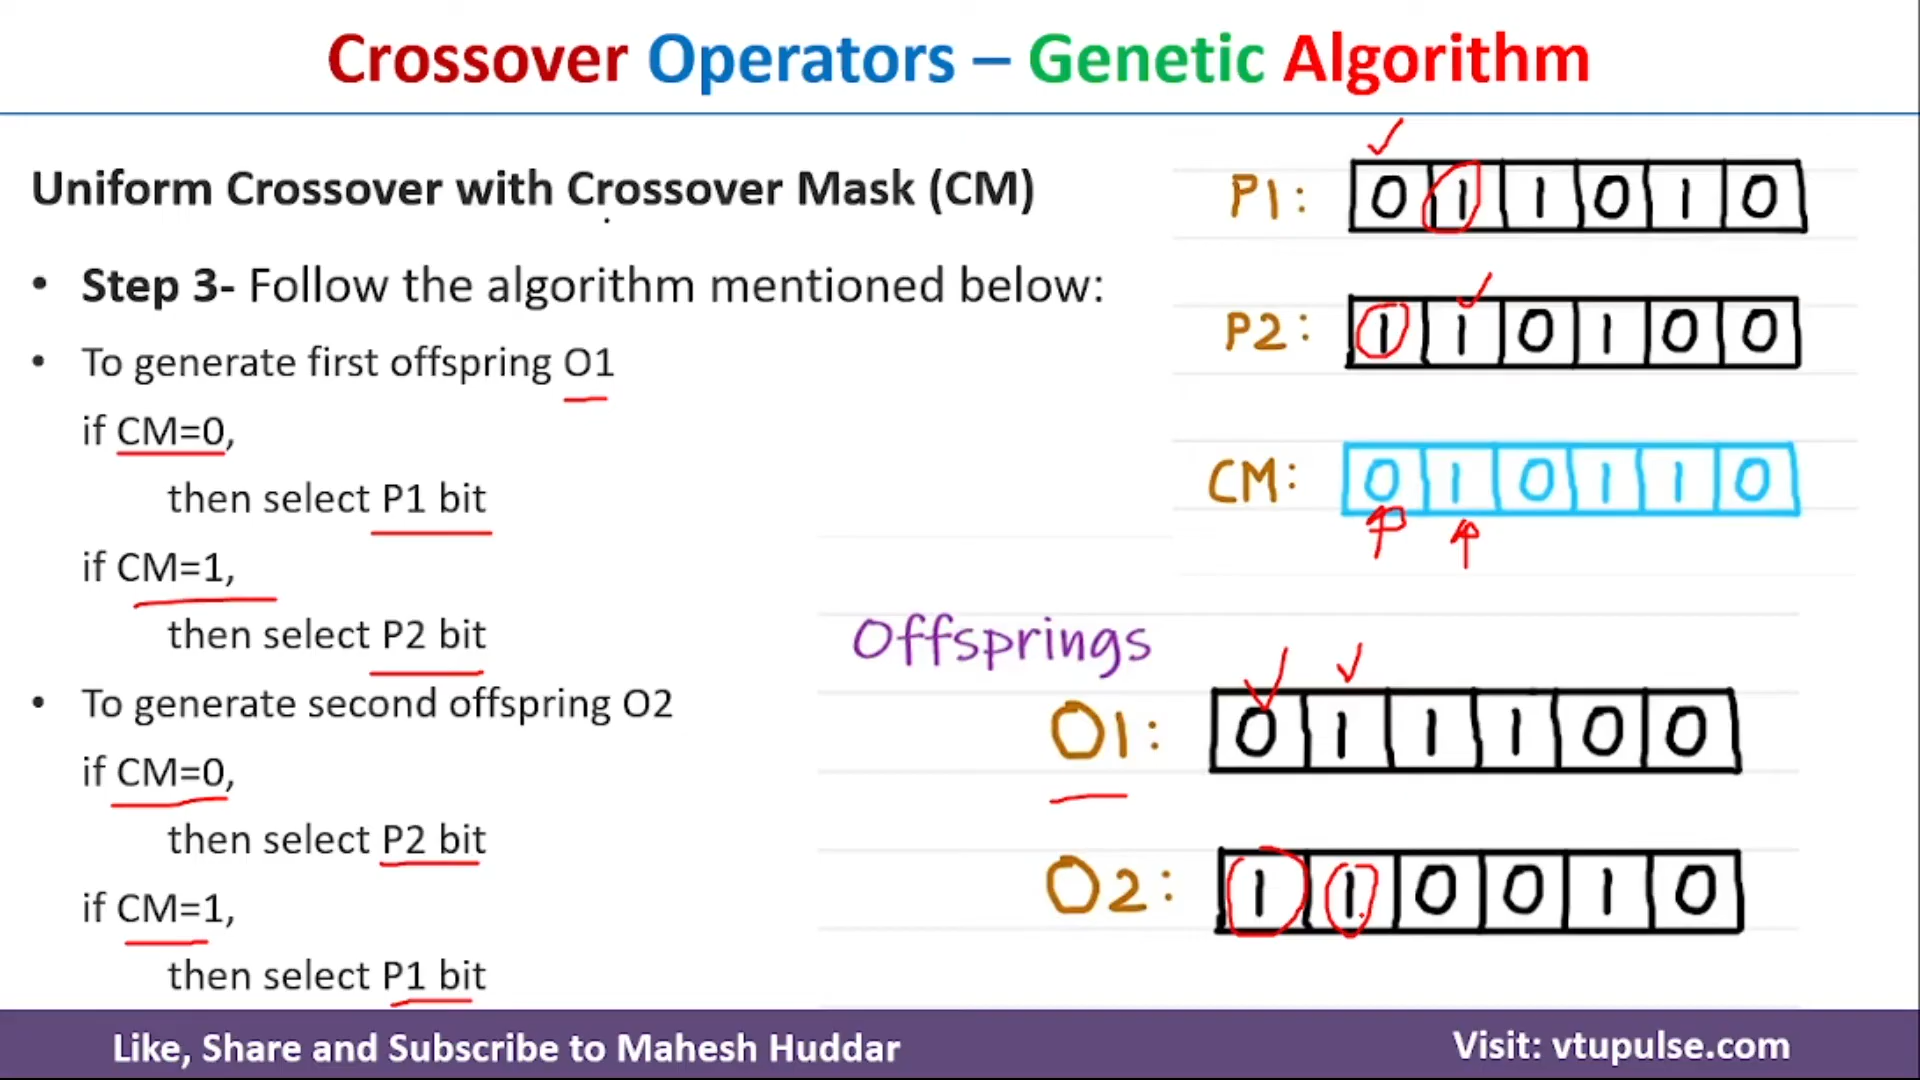 Crossover Operators – Genetic Algorithm
Uniform Crossover with Crossover Mask (CM)
• Step 3- Follow the algorithm mentioned below:
• To generate first offspring O1
if CM=0,
then select P1 bit
if CM=1,
then select P2 bit
• To generate second offspring O2
if CM=0,
then select P2 bit
if CM=1,
then select P1 bit
P1: 0 1 1 0 1 0
P2: 1 1 0 1 0 0
CM: 0 1 0 1 1 0
Offsprings
O1: 0 1 1 1 0 0
O2: 1 1 0 0 1 0
Like, Share and Subscribe to Mahesh Huddar
Visit: vtupulse.com